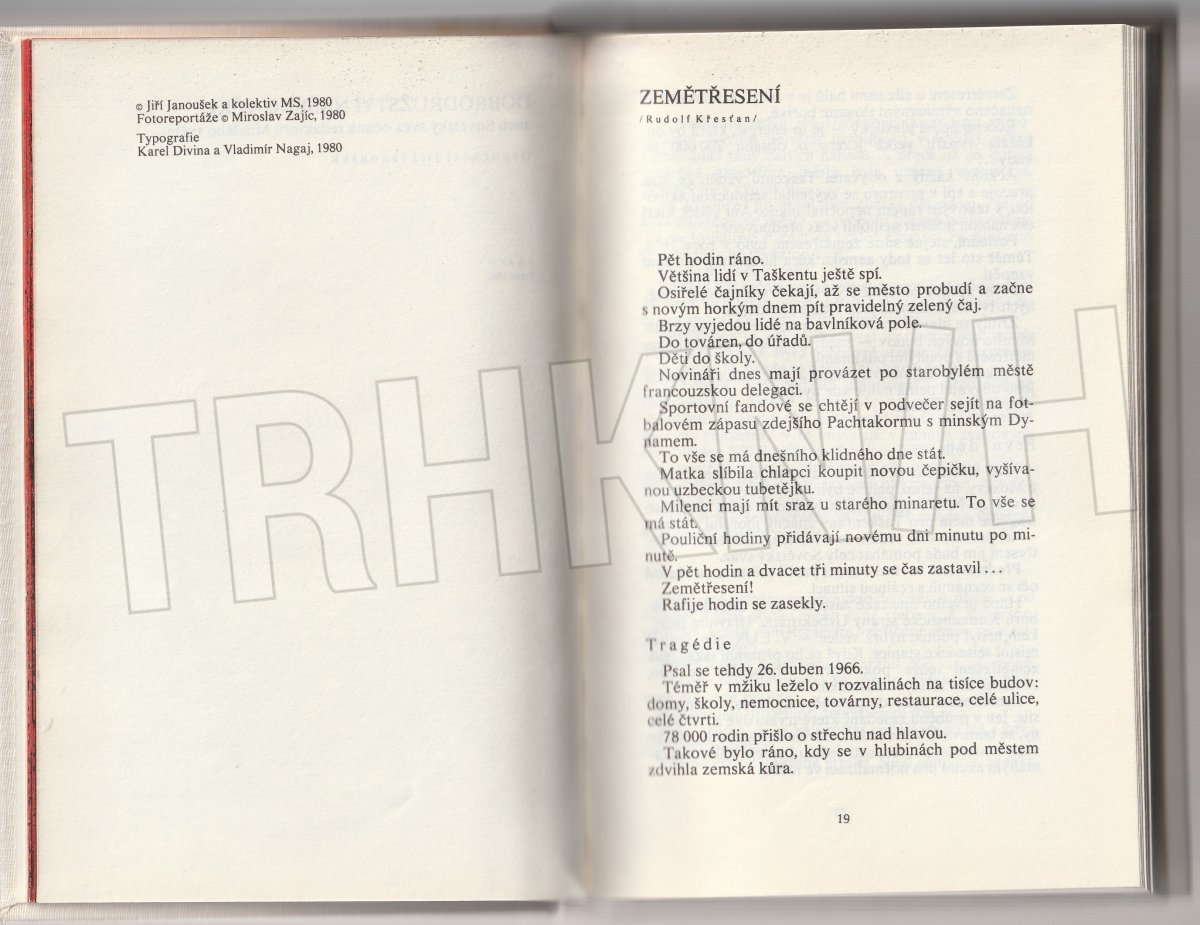 © Jiří Janoušek a kolektiv MS, 1980
Fotoreportáže © Miroslav Zajíc, 1980
Typografie
Karel Divina a Vladimír Nagaj, 1980
ZEMĚTŘESENÍ
/Rudolf Křesťan/
Pět hodin ráno.
Většina lidí v Taškentu ještě spí.
Osiřelé čajníky čekají, až se město probudí a začne
s novým horkým dnem pít pravidelný zelený čaj.
Brzy vyjedou lidé na bavlníková pole.
Do továren, do úřadů.
Děti do školy.
Novináři dnes mají provázet po starobylém městě
francouzskou delegaci.
Sportovní fandové se chtějí v podvečer sejít na fot-
balovém zápasu zdejšího Pachtakormu s minským Dy-
namem.
To vše se má dnešního klidného dne stát.
Matka slíbila chlapci koupit novou čepičku, vyšíva-
nou uzbeckou tubetějku.
Milenci mají mít sraz u starého minaretu. To vše se
má stát.
Pouliční hodiny přidávají novému dni minutu po mi-
nutě.
V pět hodin a dvacet tři minuty se čas zastavil...
Zemětřesení!
Rafije hodin se zasekly.
Tragédie
Psal se tehdy 26. duben 1966.
Téměř v mžiku leželo v rozvalinách na tisíce budov:
domy, školy, nemocnice, továrny, restaurace, celé ulice,
celé čtvrti.
78 000 rodin přišlo o střechu nad hlavou.
Takové bylo ráno, kdy se v hlubinách pod městem
zdvihla zemská kůra.
19
TRHKNIH